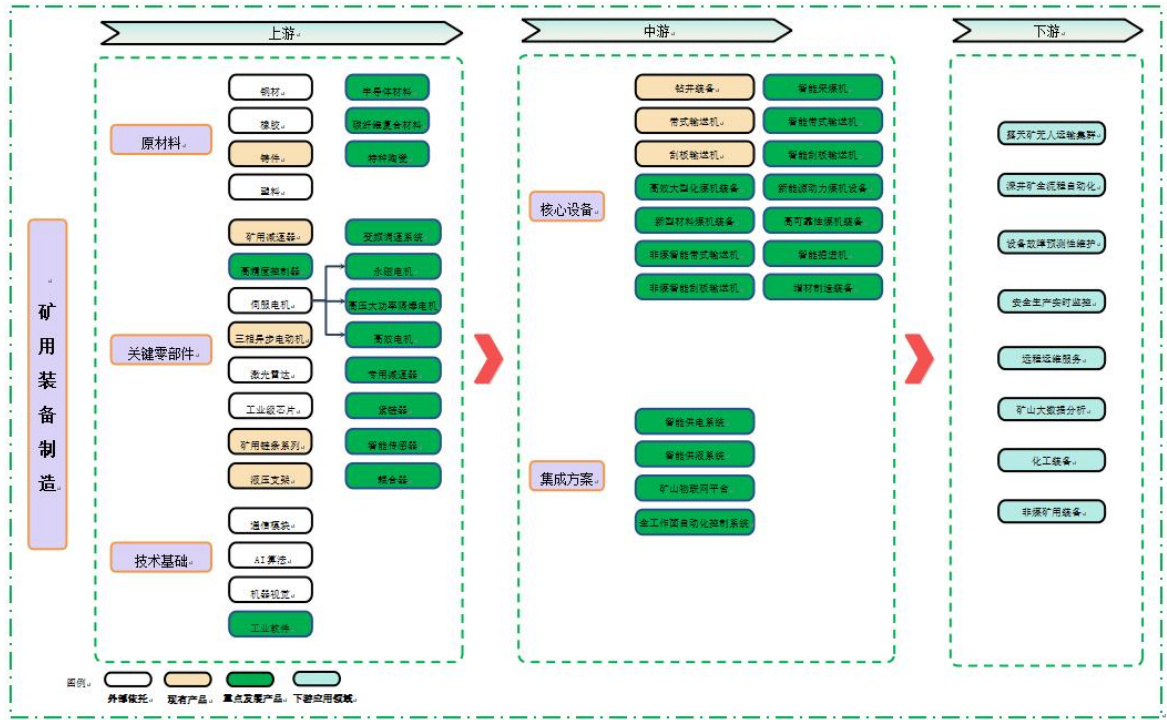 上游
中游
下游
矿用装备制造
原材料
钢材
橡胶
铸件
塑料
半导体材料
碳纤维复合材料
特种陶瓷
关键零部件
矿用减速器
高精度控制器
伺服电机
三相异步电动机
激光雷达
工业级芯片
矿用链条系列
液压支架
变频调速系统
永磁电机
高压大功率隔爆电机
高效电机
专用减速器
紧链器
智能传感器
耦合器
技术基础
通信模块
AI算法
机器视觉
工业软件
核心设备
钻井装备
带式输送机
刮板输送机
高效大型化煤机装备
新型材料煤机装备
非煤智能带式输送机
非煤智能刮板输送机
智能采煤机
智能带式输送机
智能刮板输送机
新能源动力煤机设备
高可靠性煤机装备
智能掘进机
增材制造装备
集成方案
智能供电系统
智能供液系统
矿山物联网平台
全工作面自动化控制系统
露天矿无人运输集群
深井矿全流程自动化
设备故障预测性维护
安全生产实时监控
远程运维服务
矿山大数据分析
化工装备
非煤矿用装备
图例
外部依托
现有产品
重点发展产品
下游应用领域